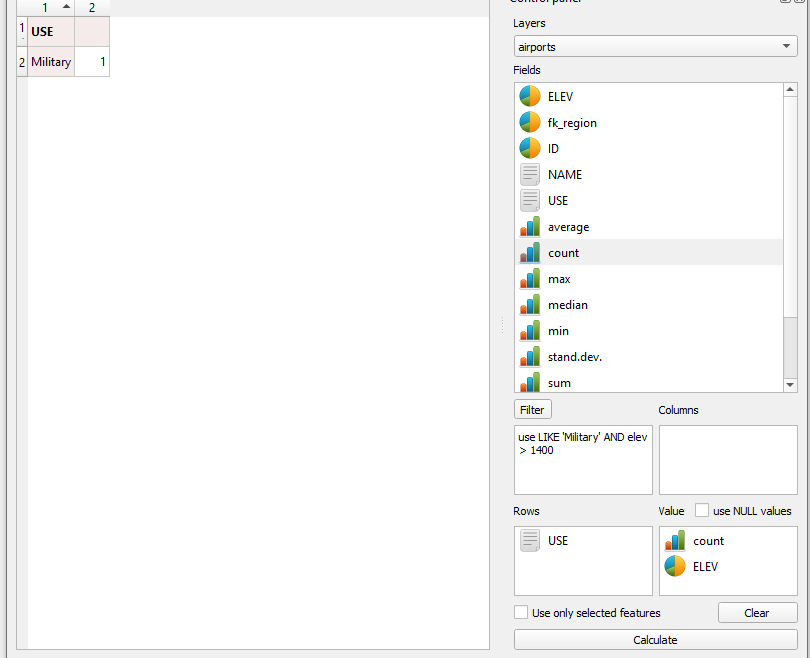 Control panel
1 2
1 USE
2 Military 1
Layers
airports
Fields
ELEV
fk_region
ID
NAME
USE
average
count
max
median
min
stand.dev.
sum
Filter Columns
use LIKE 'Military' AND elev
> 1400
Rows Value use NULL values
USE count
ELEV
Use only selected features Clear
Calculate